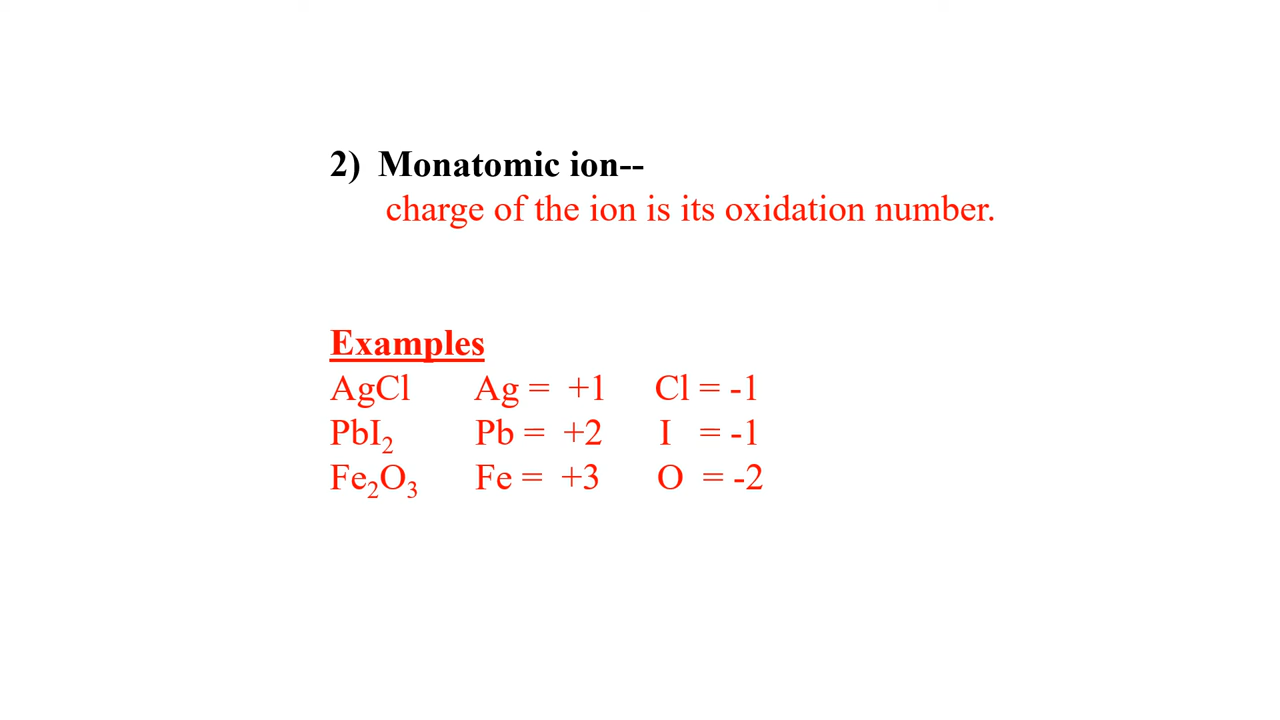 2) Monatomic ion--
charge of the ion is its oxidation number.
Examples
AgCl Ag = +1 Cl = -1
PbI₂ Pb = +2 I = -1
Fe₂O₃ Fe = +3 O = -2